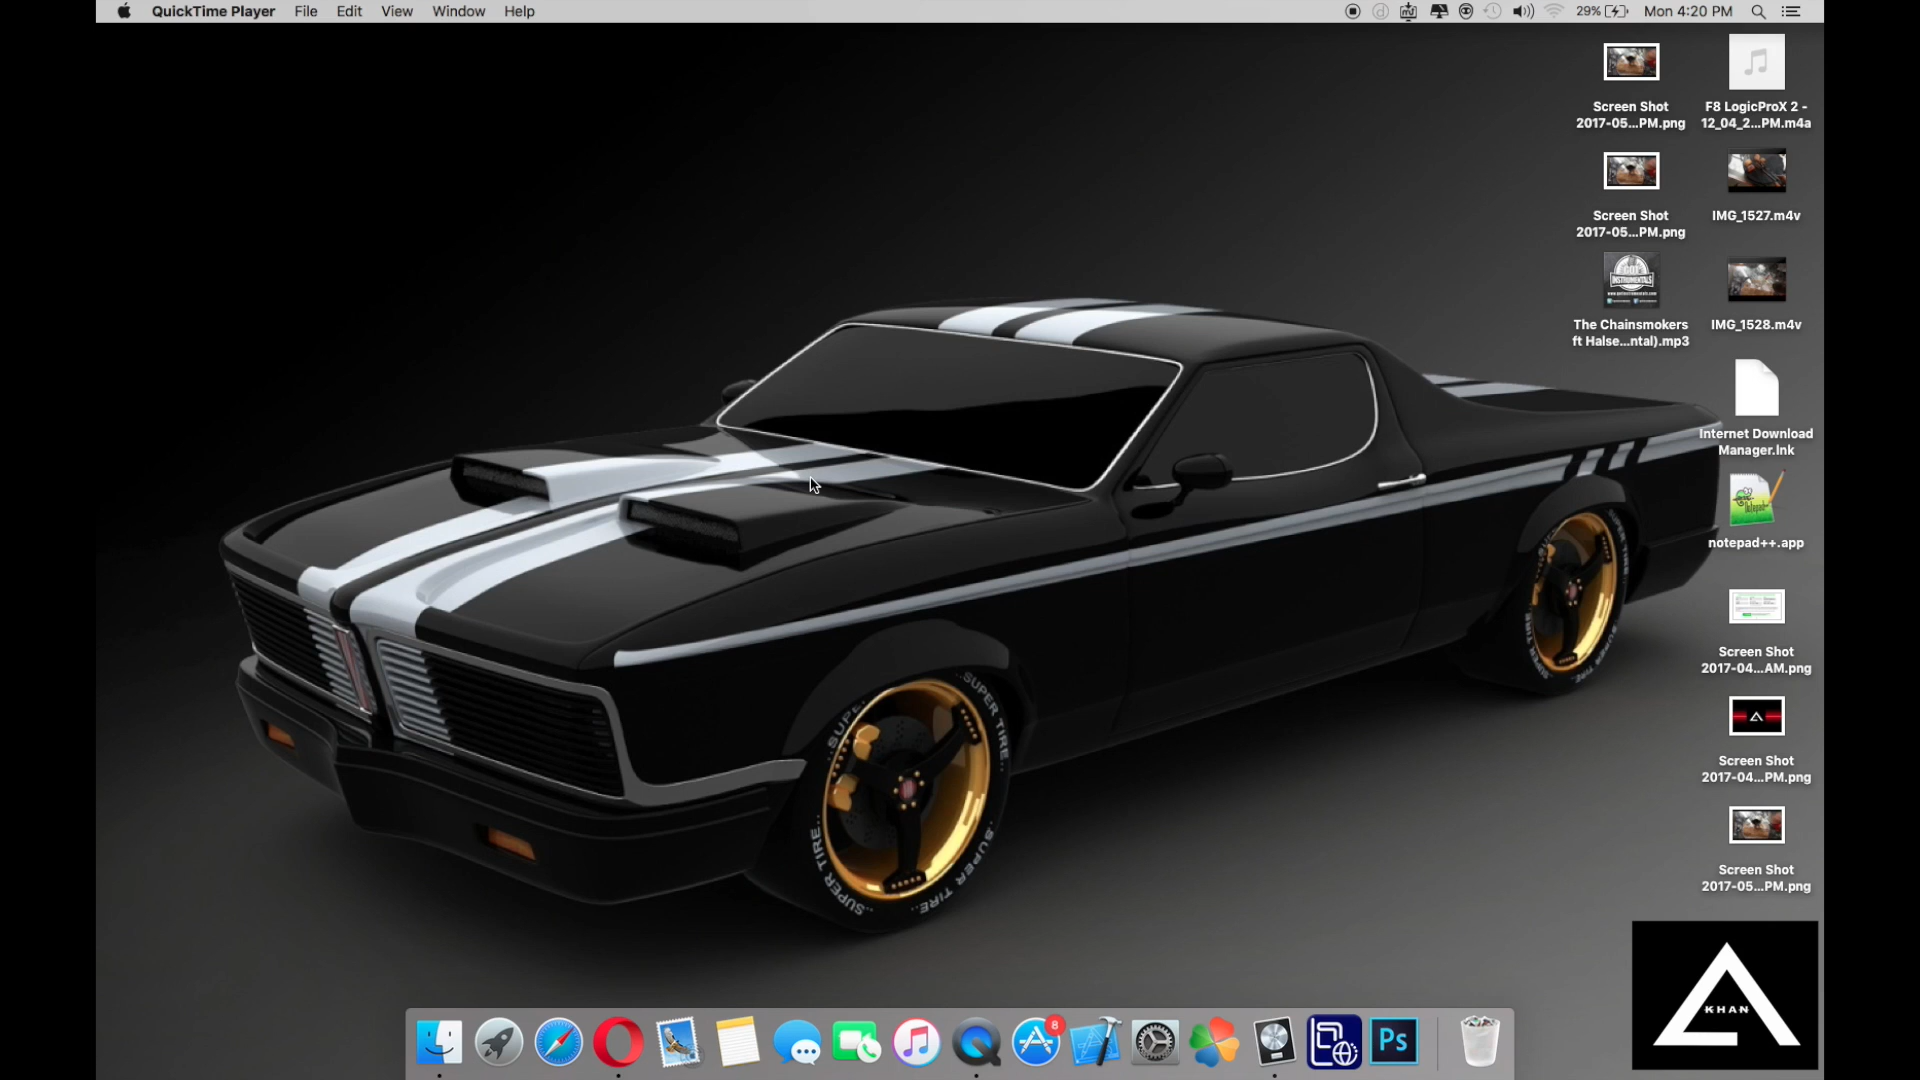 QuickTime Player File Edit View Window Help
29% Mon 4:20 PM
Screen Shot
2017-05...PM.png
F8 LogicProX 2 -
12_04_2...PM.m4a
Screen Shot
2017-05...PM.png
IMG_1527.m4v
The Chainsmokers
ft Halse...ntal).mp3
IMG_1528.m4v
Internet Download
Manager.lnk
notepad++.app
Screen Shot
2017-04...AM.png
Screen Shot
2017-04...PM.png
Screen Shot
2017-05...PM.png
..SUPER TIRE..
..SUPER TIRE..
SUPER TIRE
KHAN
8
Ps